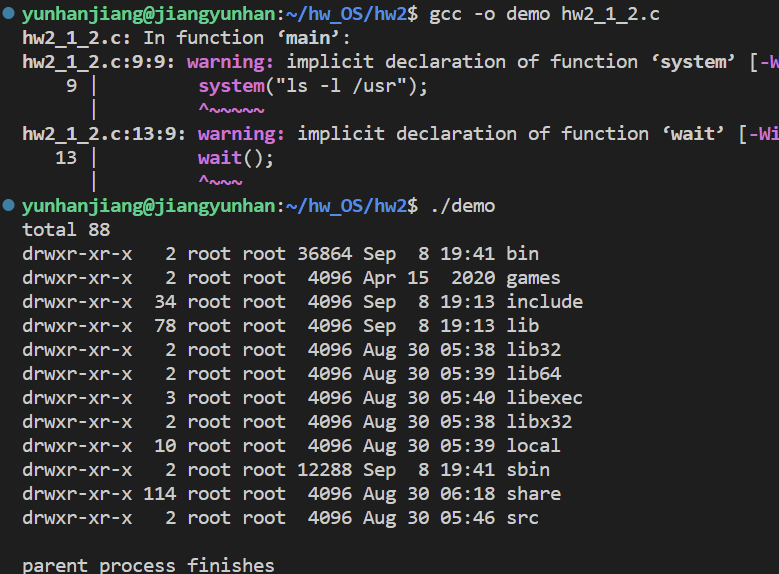 yunhanjiang@jiangyunhan:~/hw_OS/hw2$ gcc -o demo hw2_1_2.c
hw2_1_2.c: In function ‘main’:
hw2_1_2.c:9:9: warning: implicit declaration of function ‘system’ [-W
    9 |         system("ls -l /usr");
      |         ^~~~~~
hw2_1_2.c:13:9: warning: implicit declaration of function ‘wait’ [-Wi
   13 |         wait();
      |         ^~~~
yunhanjiang@jiangyunhan:~/hw_OS/hw2$ ./demo
total 88
drwxr-xr-x   2 root root 36864 Sep  8 19:41 bin
drwxr-xr-x   2 root root  4096 Apr 15  2020 games
drwxr-xr-x  34 root root  4096 Sep  8 19:13 include
drwxr-xr-x  78 root root  4096 Sep  8 19:13 lib
drwxr-xr-x   2 root root  4096 Aug 30 05:38 lib32
drwxr-xr-x   2 root root  4096 Aug 30 05:39 lib64
drwxr-xr-x   3 root root  4096 Aug 30 05:40 libexec
drwxr-xr-x   2 root root  4096 Aug 30 05:38 libx32
drwxr-xr-x  10 root root  4096 Aug 30 05:39 local
drwxr-xr-x   2 root root 12288 Sep  8 19:41 sbin
drwxr-xr-x 114 root root  4096 Aug 30 06:18 share
drwxr-xr-x   2 root root  4096 Aug 30 05:46 src
parent process finishes